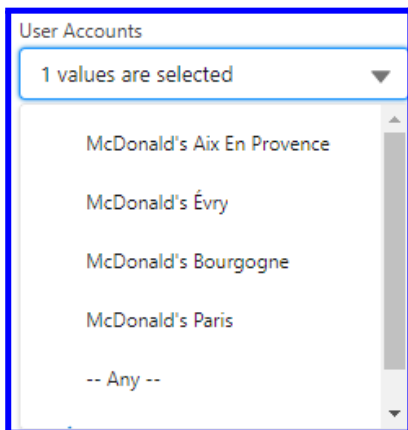 User Accounts
1 values are selected
McDonald's Aix En Provence
McDonald's Évry
McDonald's Bourgogne
McDonald's Paris
-- Any --